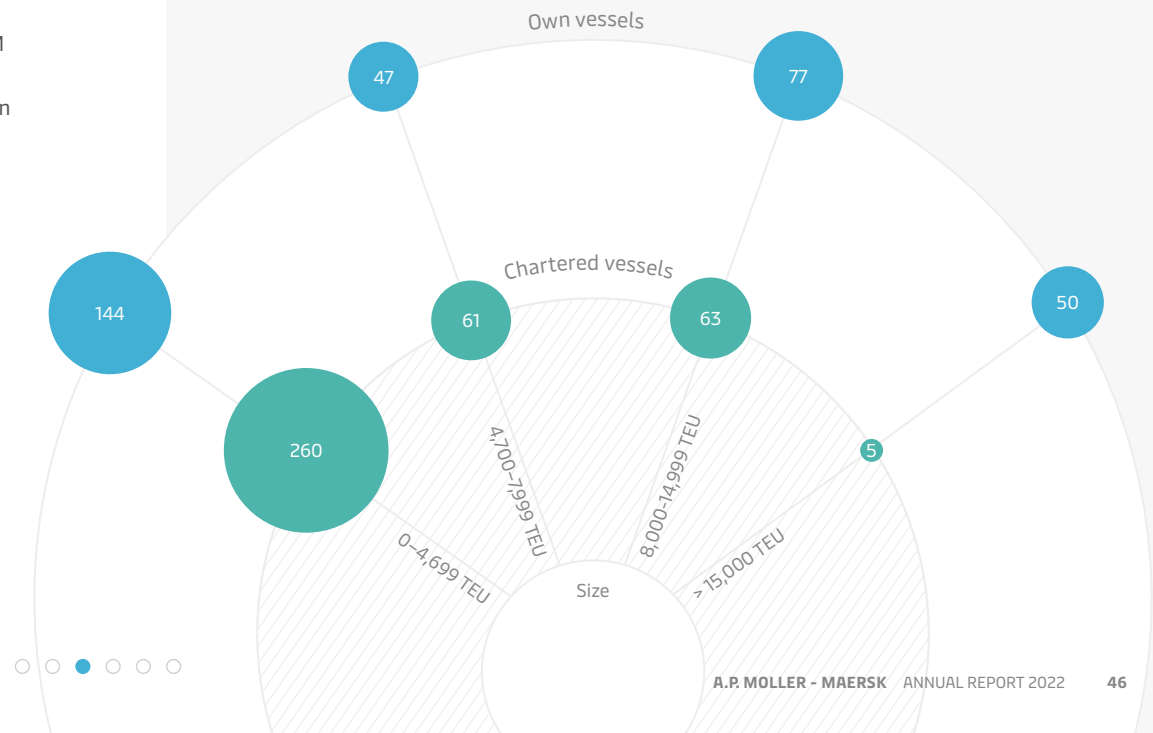 Own vessels
47
77
144
50
Chartered vessels
61
63
260
5
4,700–7,999 TEU
8,000-14,999 TEU
0–4,699 TEU
> 15,000 TEU
Size
A.P. MOLLER - MAERSK ANNUAL REPORT 2022 46